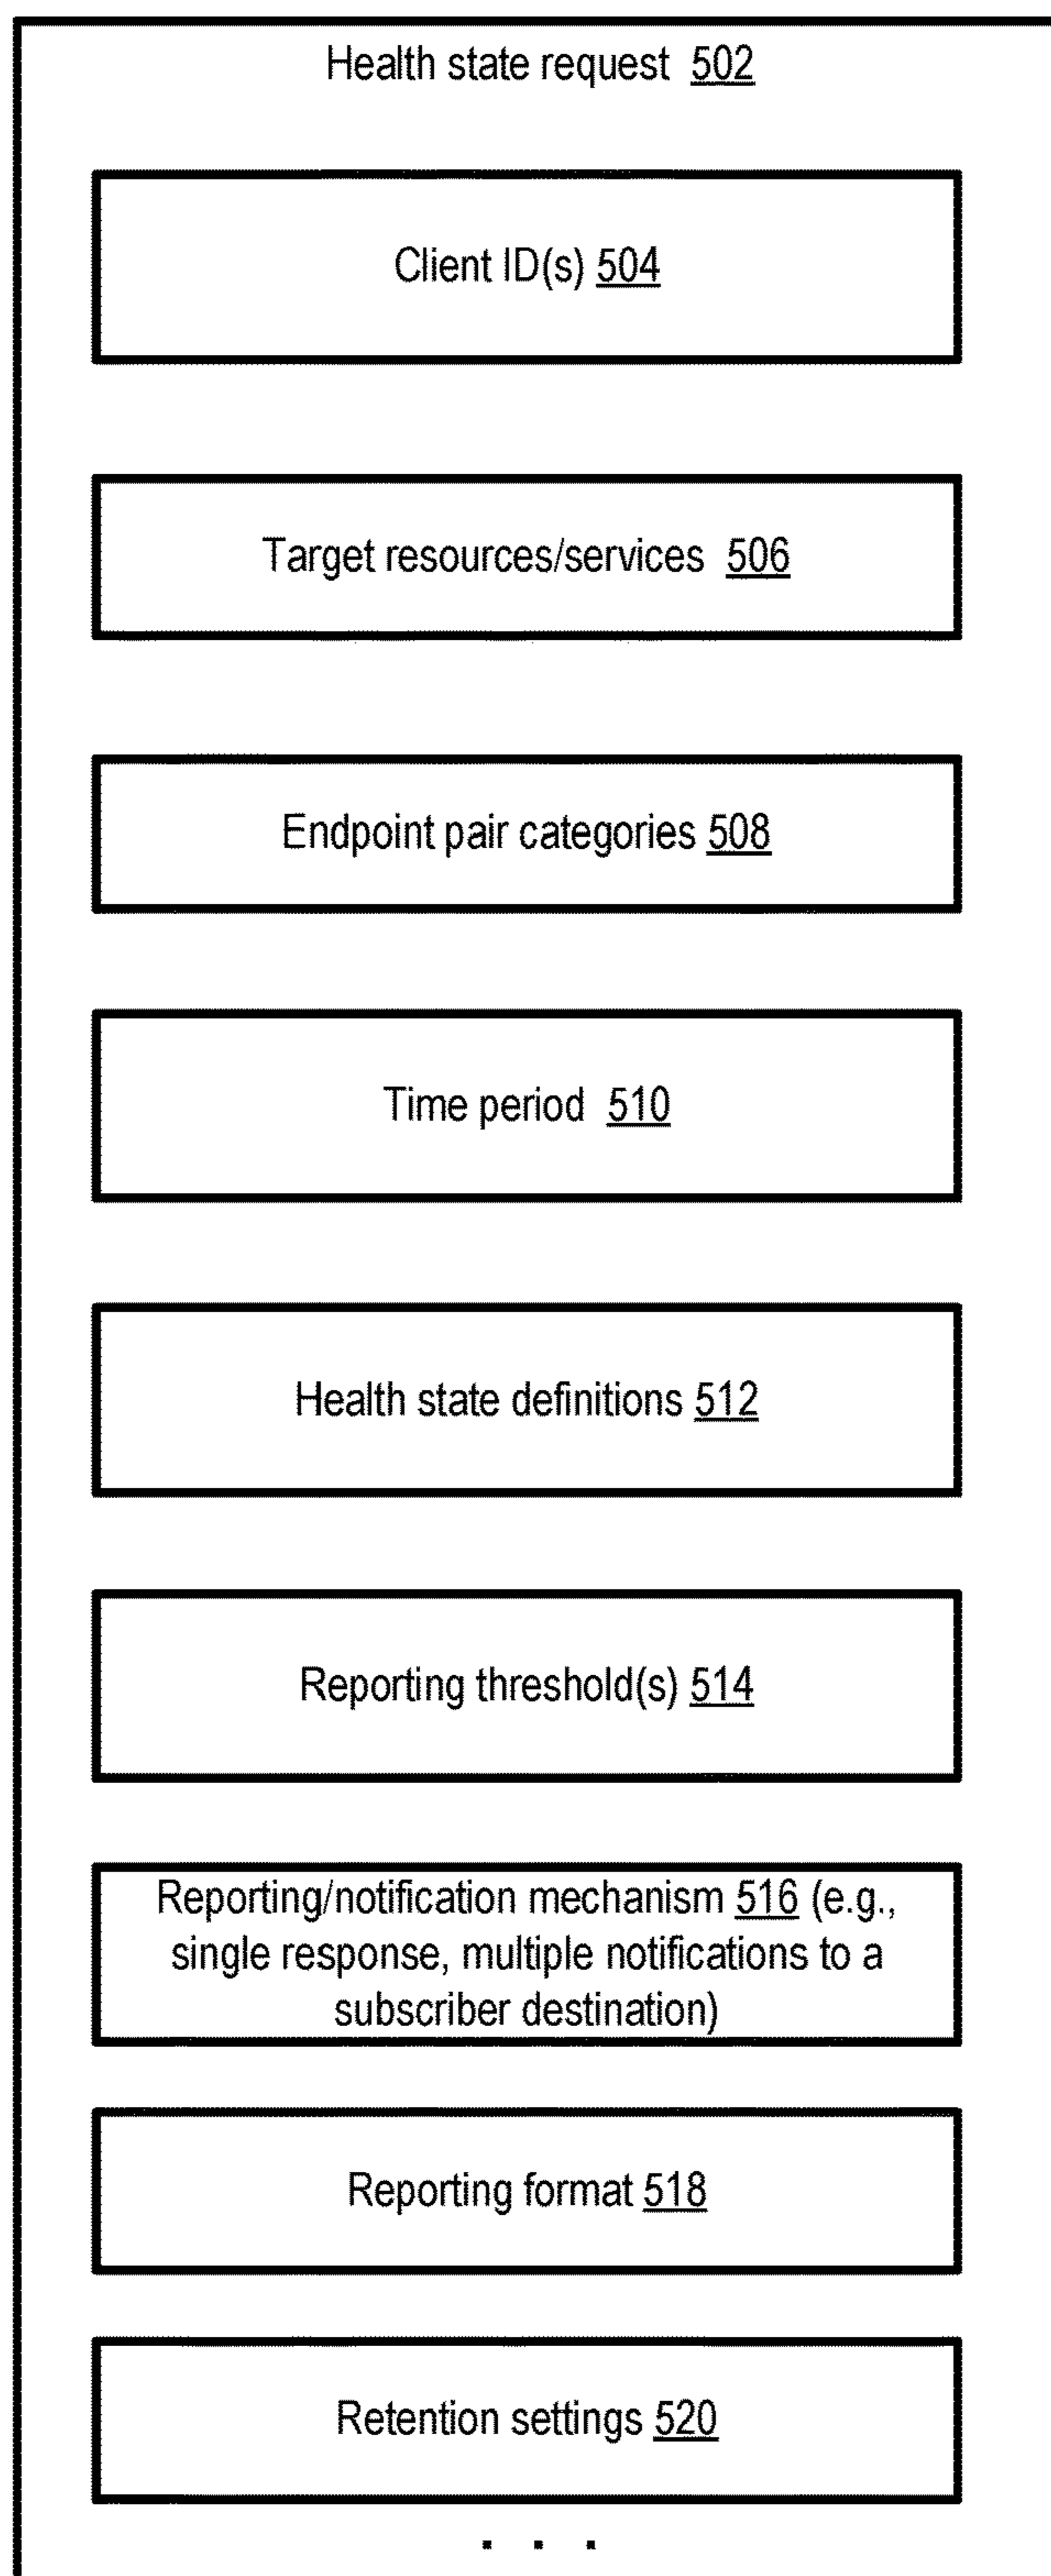 Health state request 502
Client ID(s) 504
Target resources/services 506
Endpoint pair categories 508
Time period 510
Health state definitions 512
Reporting threshold(s) 514
Reporting/notification mechanism 516 (e.g.,
single response, multiple notifications to a
subscriber destination)
Reporting format 518
Retention settings 520
. . .